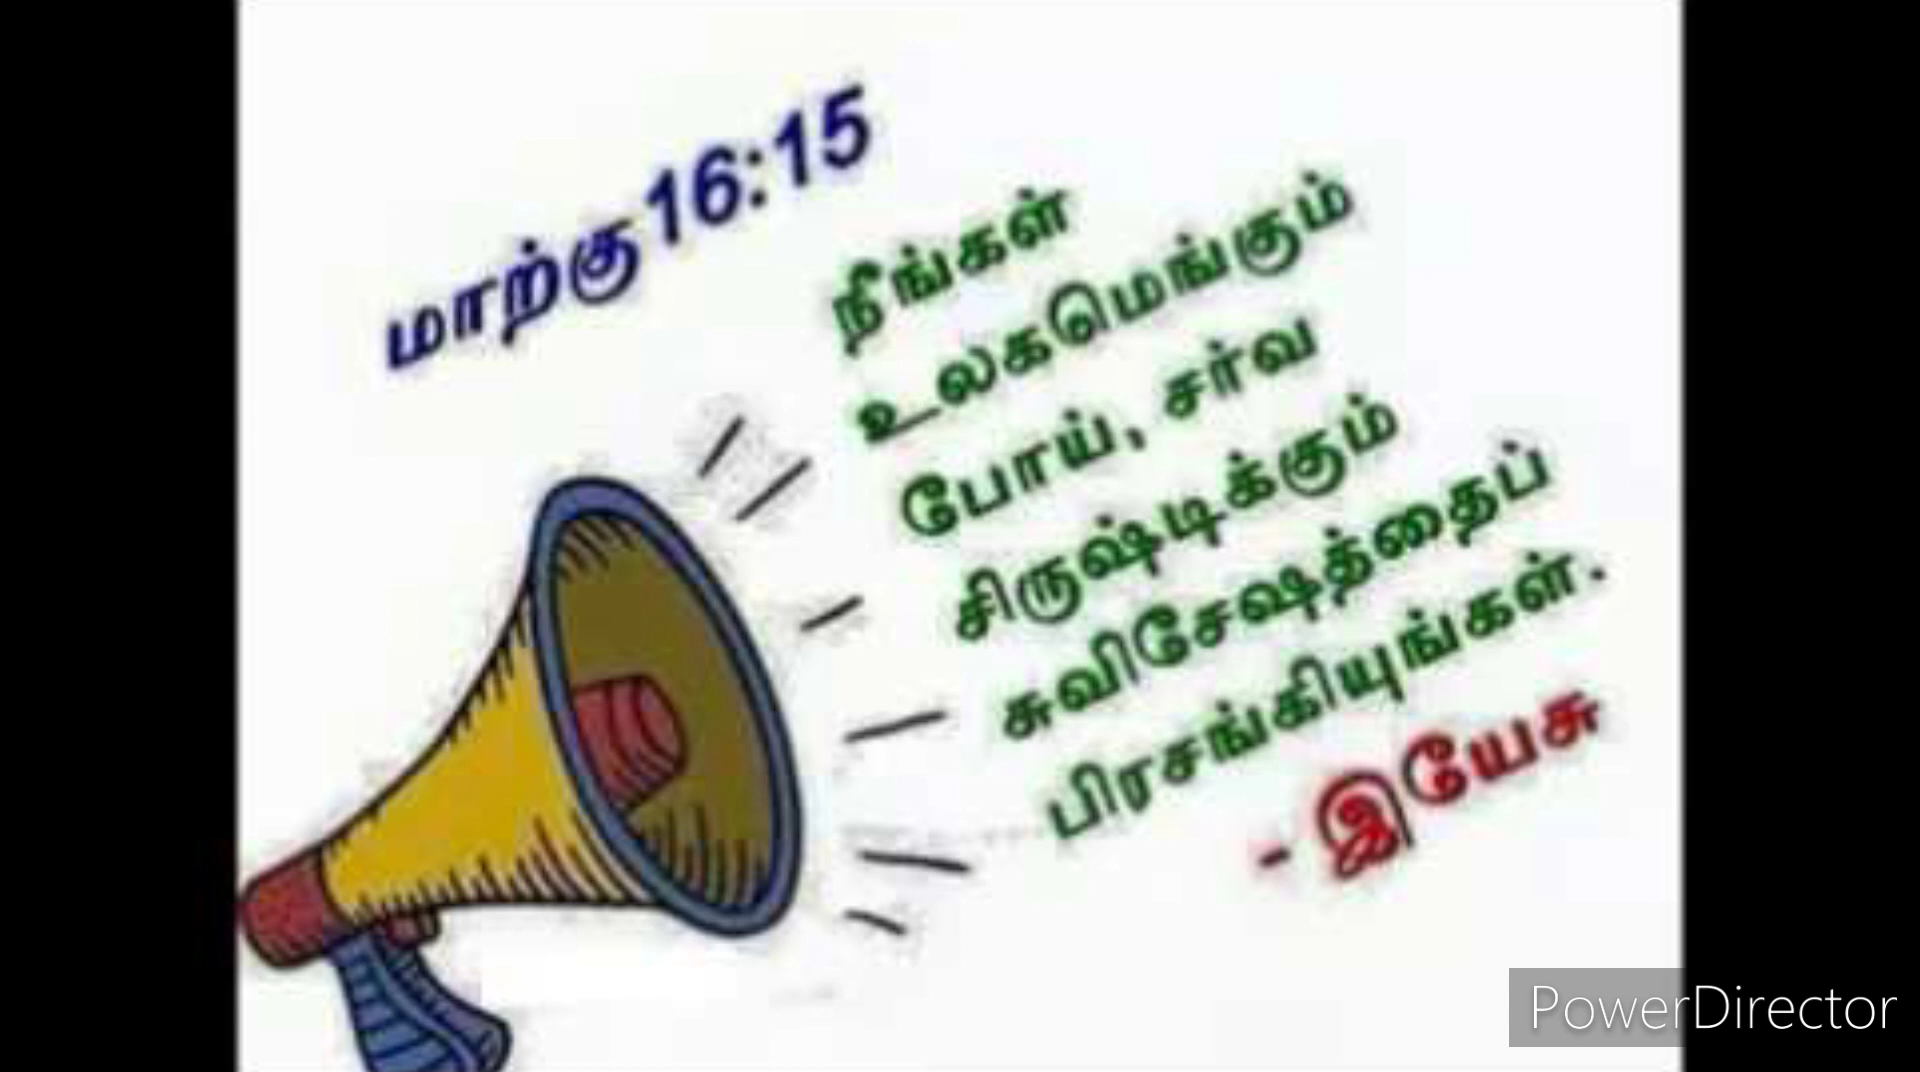 மாற்கு16:15
நீங்கள்
உலகமெங்கும்
போய், சர்வ
சிருஷ்டிக்கும்
சுவிசேஷத்தைப்
பிரசங்கியுங்கள்.
- இயேசு
PowerDirector